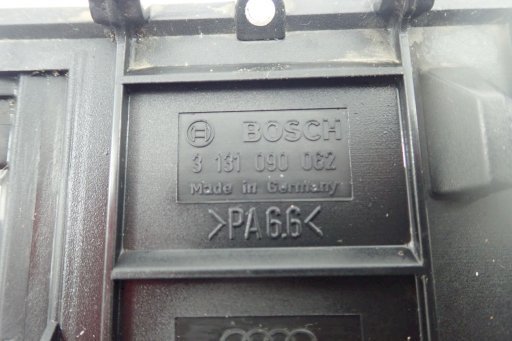 BOSCH
3 131 090 062
Made in Germany
>PA6.6<